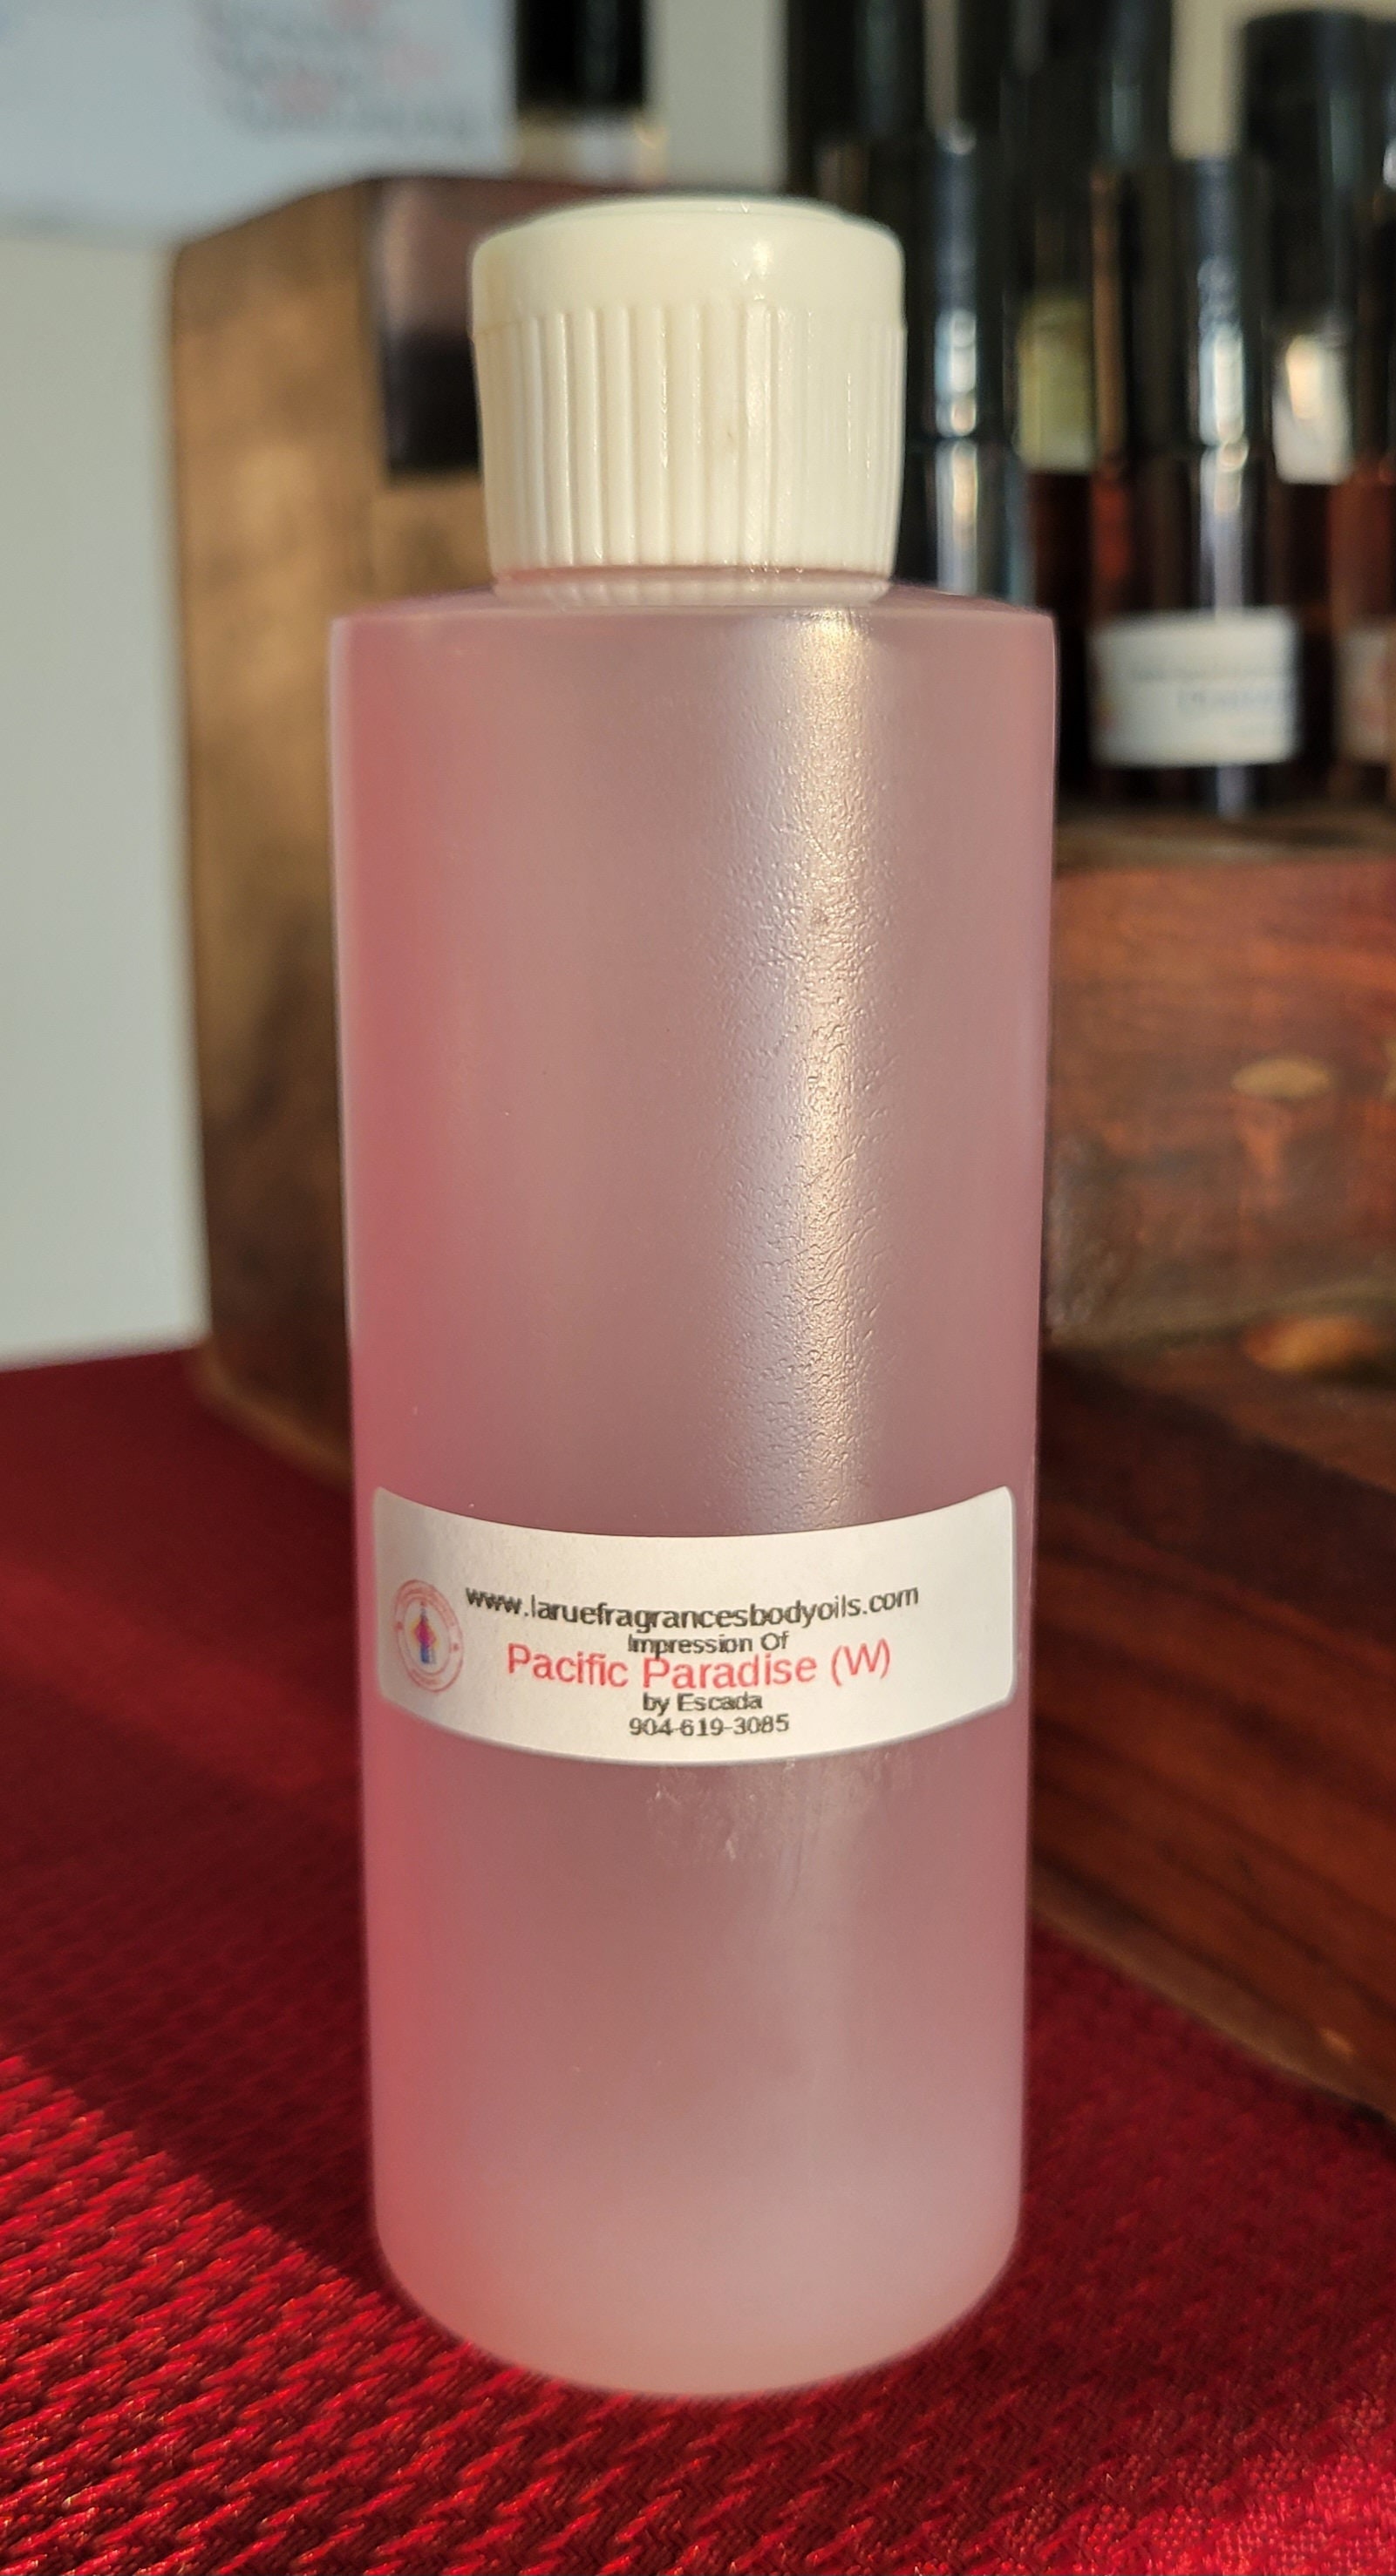 www.laruefragrancesbodyoils.com
Impression Of
Pacific Paradise (W)
by Escada
904-619-3085